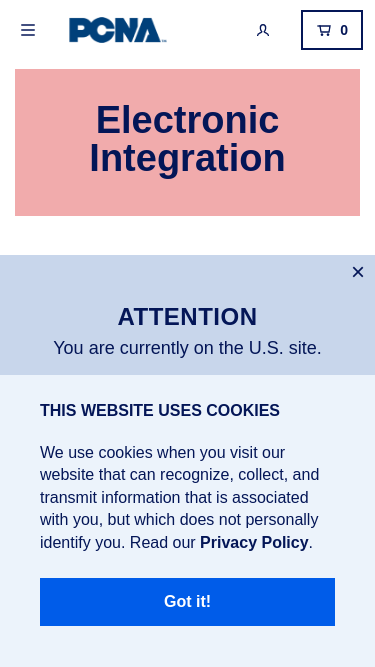 PCNA
0
Electronic
Integration
ATTENTION
You are currently on the U.S. site.
THIS WEBSITE USES COOKIES
We use cookies when you visit our
website that can recognize, collect, and
transmit information that is associated
with you, but which does not personally
identify you. Read our Privacy Policy.
Got it!